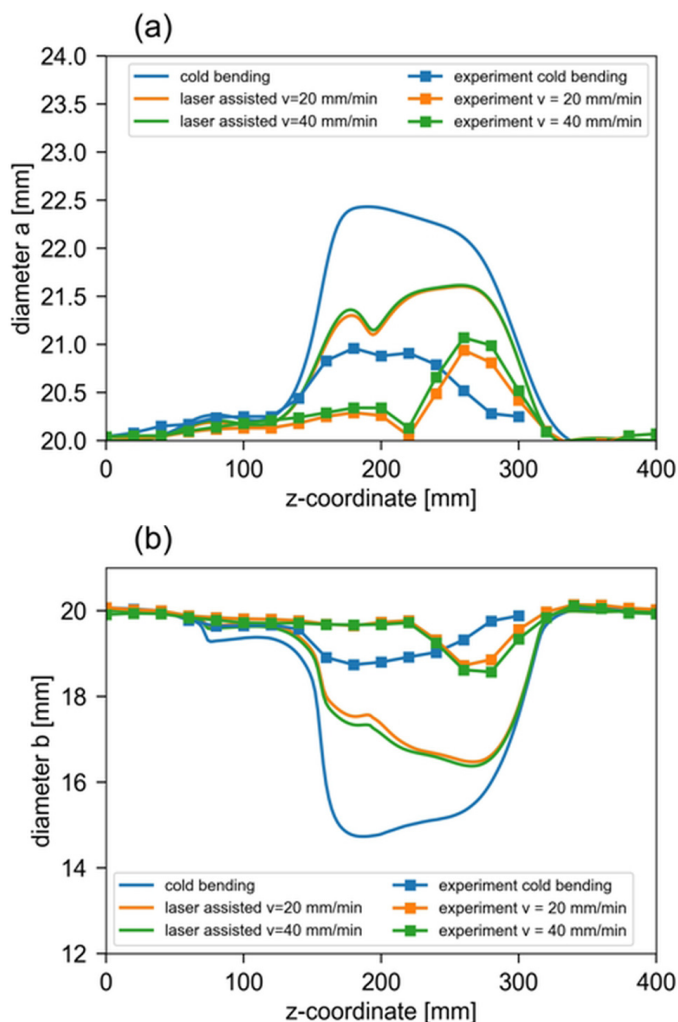 (a)
24.0
cold bending
experiment cold bending
laser assisted v=20 mm/min
experiment v = 20 mm/min
laser assisted v=40 mm/min
experiment v = 40 mm/min
23.5
23.0
22.5
22.0
21.5
21.0
20.5
20.0
diameter a [mm]
0 100 200 300 400
z-coordinate [mm]
(b)
20
18
16
14
12
diameter b [mm]
cold bending
experiment cold bending
laser assisted v=20 mm/min
experiment v = 20 mm/min
laser assisted v=40 mm/min
experiment v = 40 mm/min
0 100 200 300 400
z-coordinate [mm]